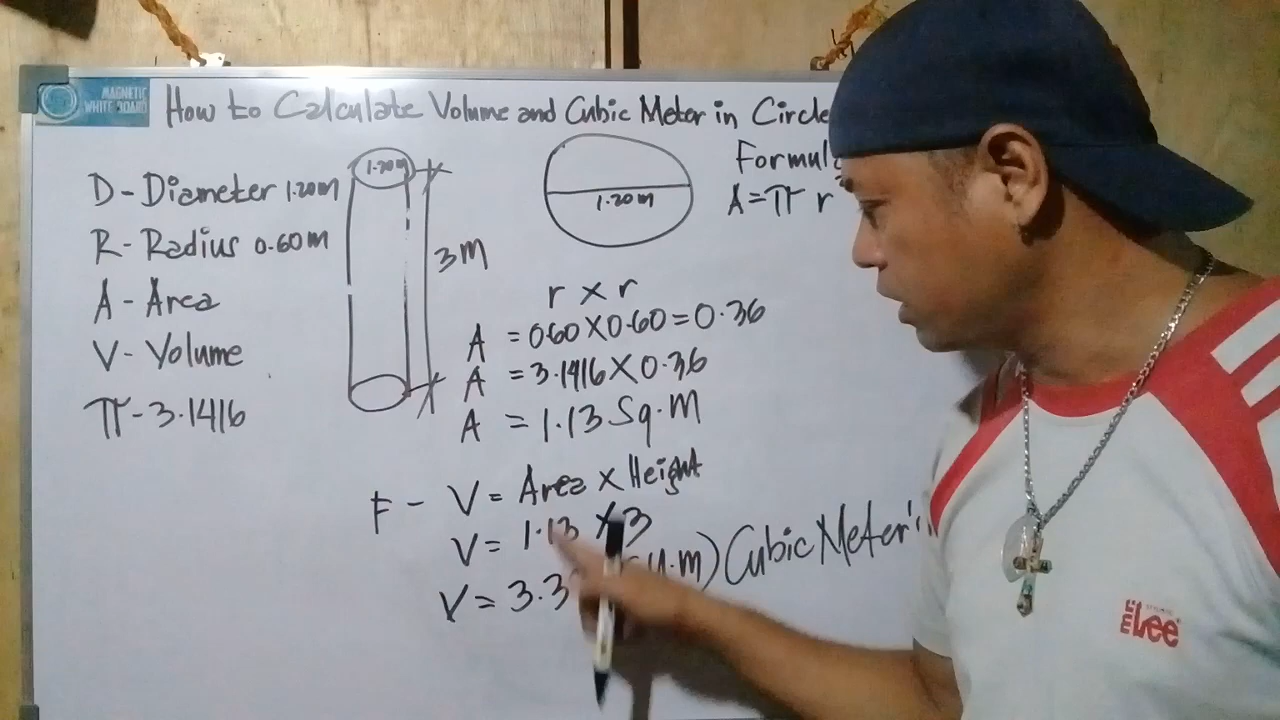 MAGNETIC
WHITE BOARD
How to Calculate Volume and Cubic Meter in Circle
D - Diameter 1.20m
R - Radius 0.60m
A - Area
V - Volume
π - 3.1416
1.20m
3m
1.20m
Formula
A = π r
r x r
A = 0.60 x 0.60 = 0.36
A = 3.1416 x 0.36
A = 1.13 Sq.m
F - V = Area x Height
V = 1.13 x 3
V = 3.3 u.m) Cubic Meter's
Lee